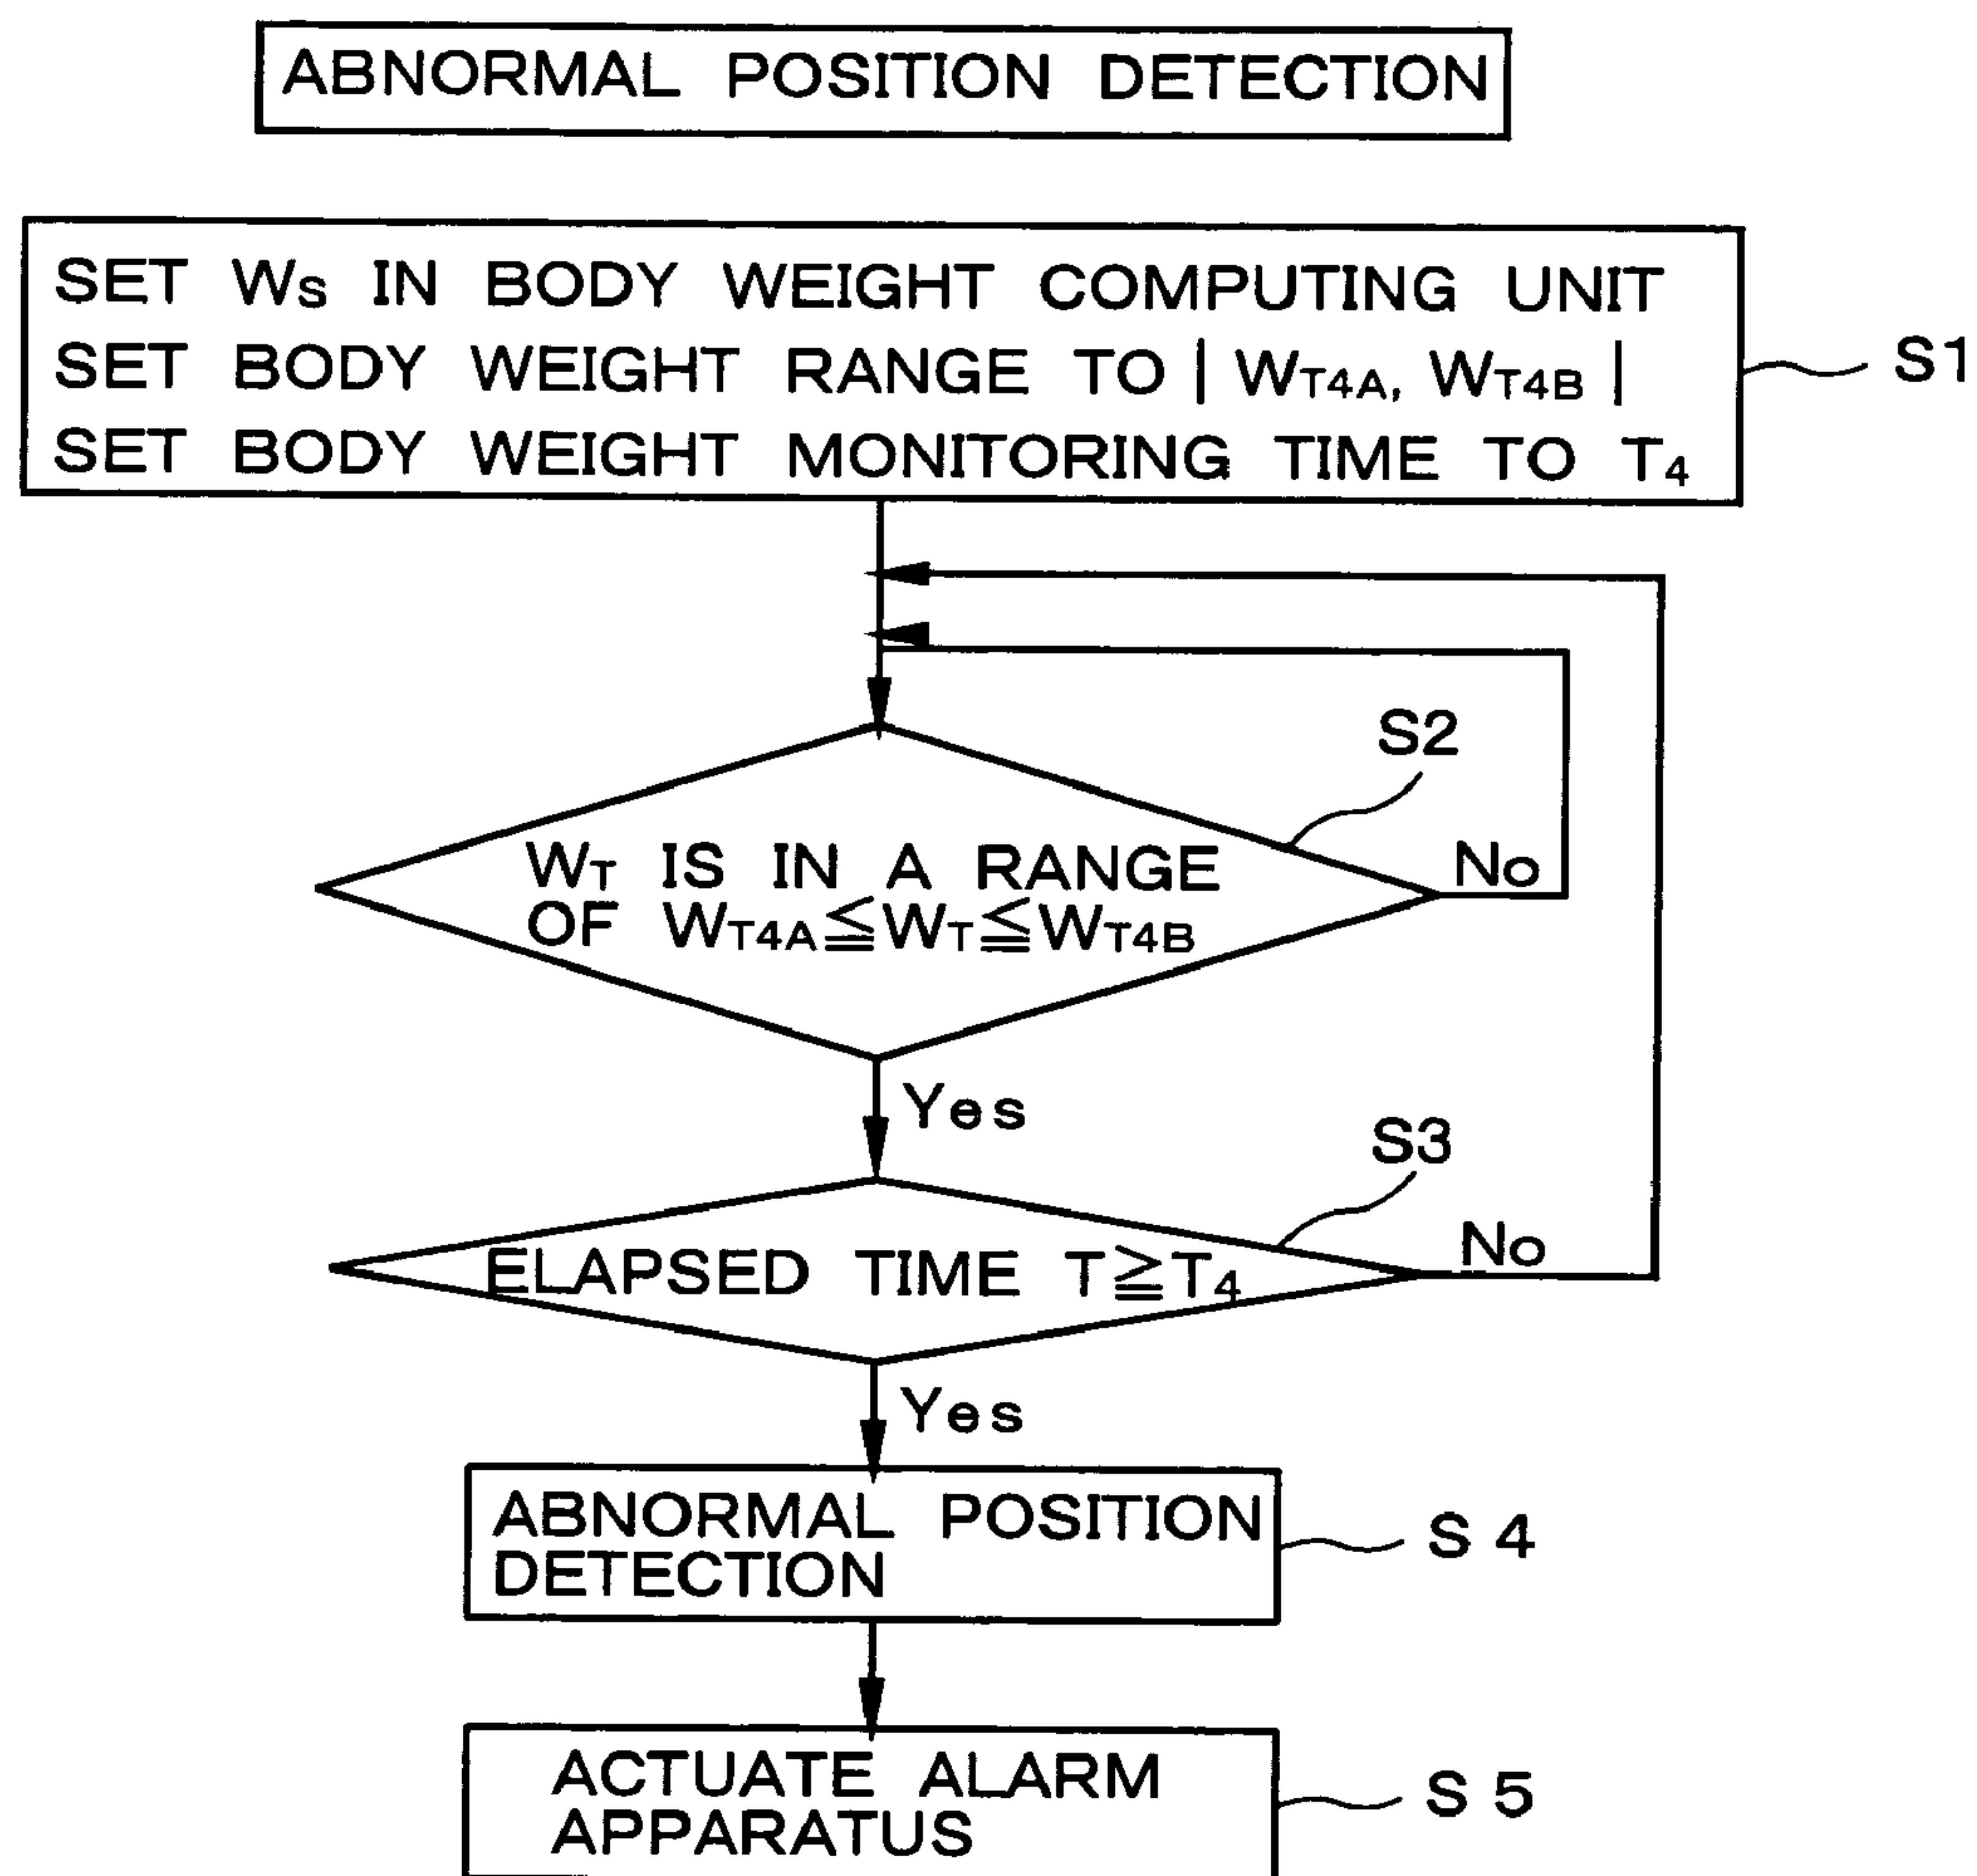 ABNORMAL POSITION DETECTION
SET WS IN BODY WEIGHT COMPUTING UNIT
SET BODY WEIGHT RANGE TO | WT4A, WT4B |
SET BODY WEIGHT MONITORING TIME TO T4
S1
S2
WT IS IN A RANGE
OF WT4A≦WT≦WT4B
No
Yes
S3
ELAPSED TIME T≧T4
No
Yes
ABNORMAL POSITION
DETECTION
S 4
ACTUATE ALARM
APPARATUS
S 5